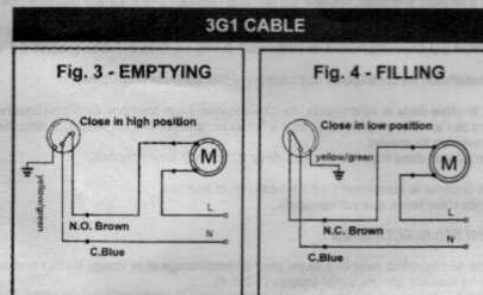 3G1 CABLE
Fig. 3 - EMPTYING
Close in high position
M
yellow/green
L
N.O. Brown
N
C.Blue
Fig. 4 - FILLING
Close in low position
yellow/green
M
L
N.C. Brown
N
C.Blue